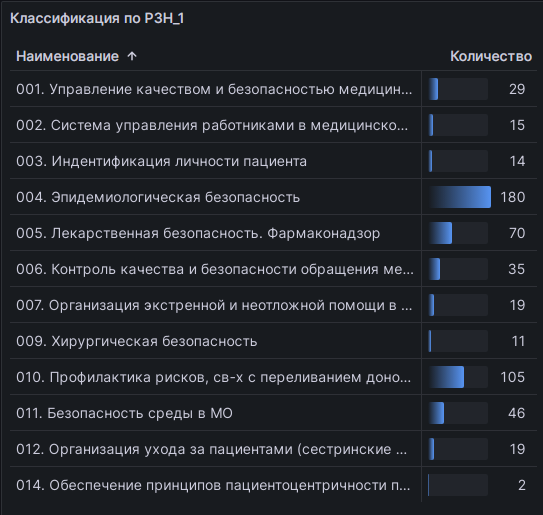 Классификация по РЗН_1
Наименование ↑ Количество
001. Управление качеством и безопасностью медицин... 29
002. Система управления работниками в медицинско... 15
003. Индентификация личности пациента 14
004. Эпидемиологическая безопасность 180
005. Лекарственная безопасность. Фармаконадзор 70
006. Контроль качества и безопасности обращения ме... 35
007. Организация экстренной и неотложной помощи в ... 19
009. Хирургическая безопасность 11
010. Профилактика рисков, св-х с переливанием доно... 105
011. Безопасность среды в МО 46
012. Организация ухода за пациентами (сестринские ... 19
014. Обеспечение принципов пациентоцентричности п... 2